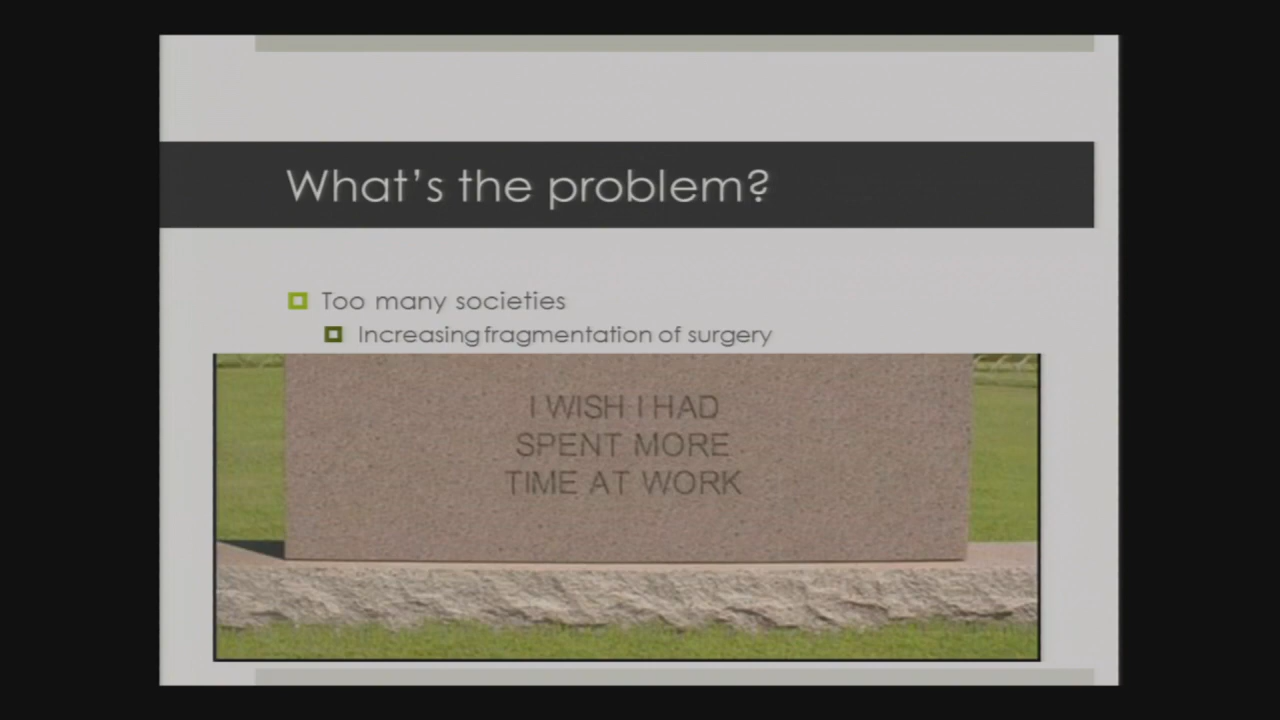 What's the problem?
Too many societies
Increasing fragmentation of surgery
I WISH I HAD
SPENT MORE
TIME AT WORK